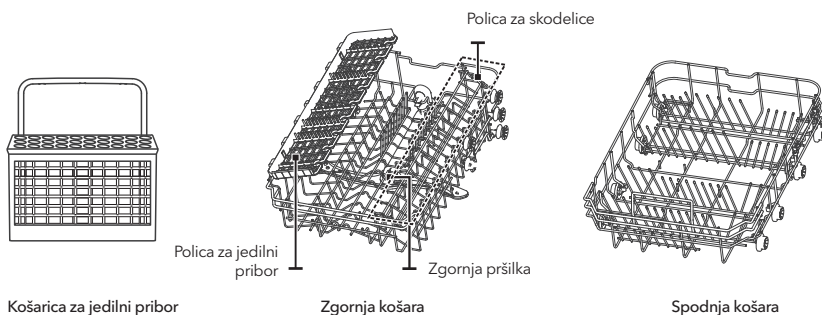 Polica za skodelice
Polica za jedilni
pribor
Zgornja pršilka
Košarica za jedilni pribor
Zgornja košara
Spodnja košara